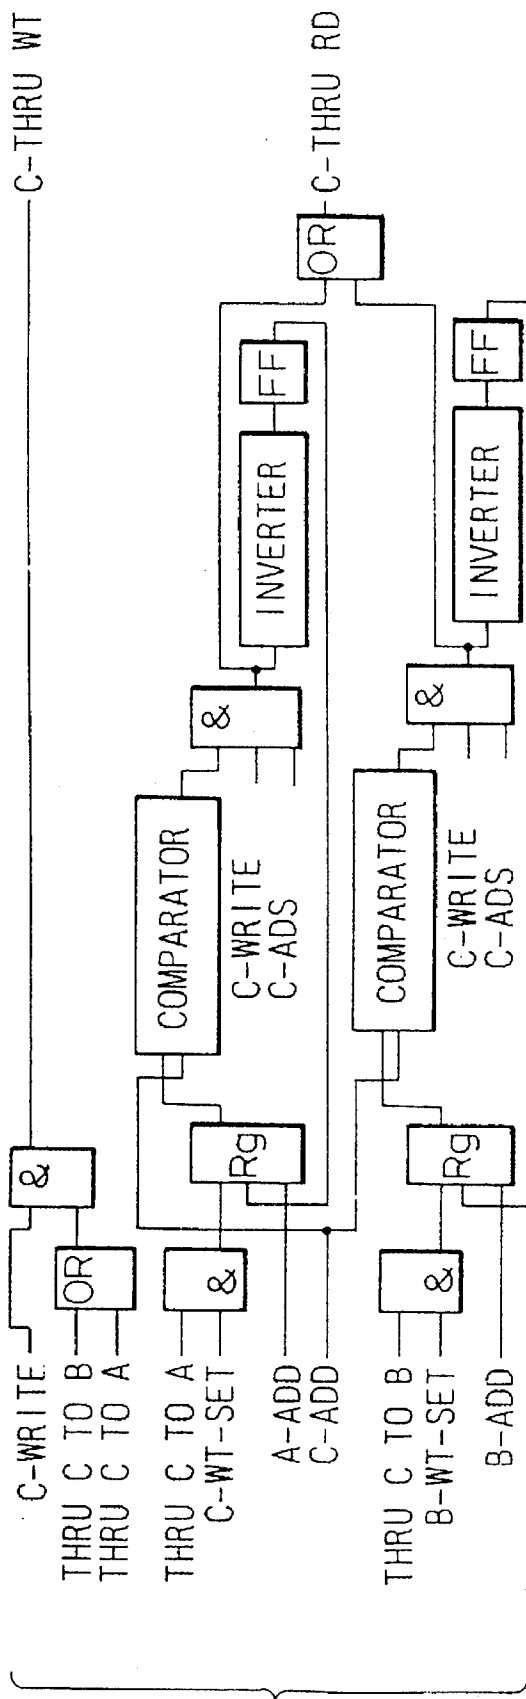 C-WRITE
THRU C TO B
THRU C TO A
OR
&
C-THRU WT
THRU C TO A
C-WT-SET
&
A-ADD
C-ADD
Rg
COMPARATOR
C-WRITE
C-ADS
&
INVERTER
FF
OR
C-THRU RD
THRU C TO B
B-WT-SET
&
B-ADD
Rg
COMPARATOR
C-WRITE
C-ADS
&
INVERTER
FF